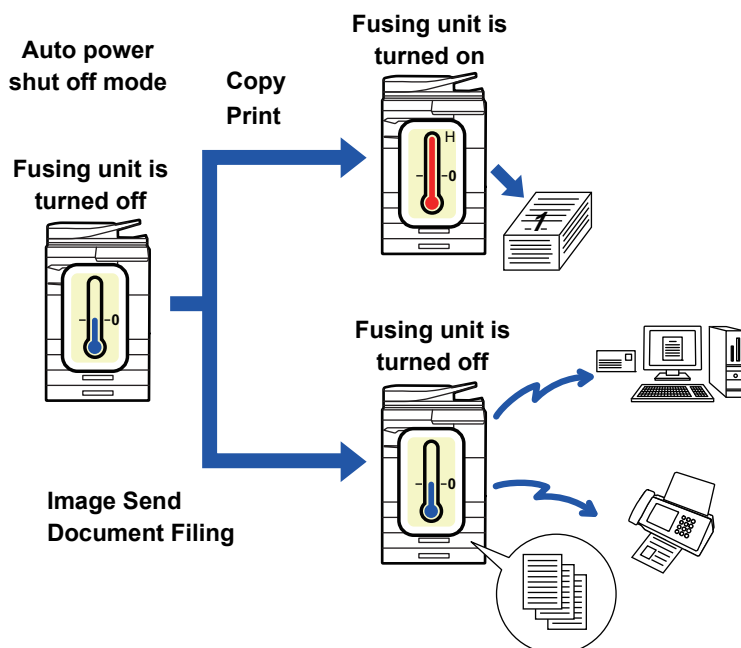 Auto power
shut off mode
Fusing unit is
turned off
0
Copy
Print
Fusing unit is
turned on
H
0
1
Fusing unit is
turned off
0
Image Send
Document Filing